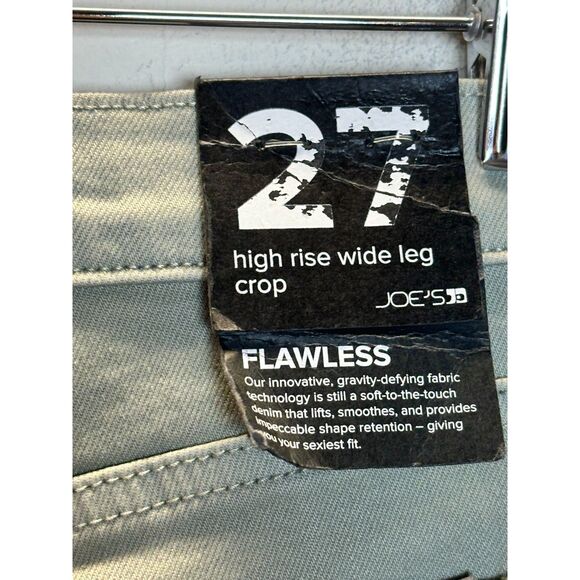 27
high rise wide leg
crop
JOE'S
FLAWLESS
Our innovative, gravity-defying fabric
technology is still a soft-to-the-touch
denim that lifts, smoothes, and provides
impeccable shape retention – giving
you your sexiest fit.